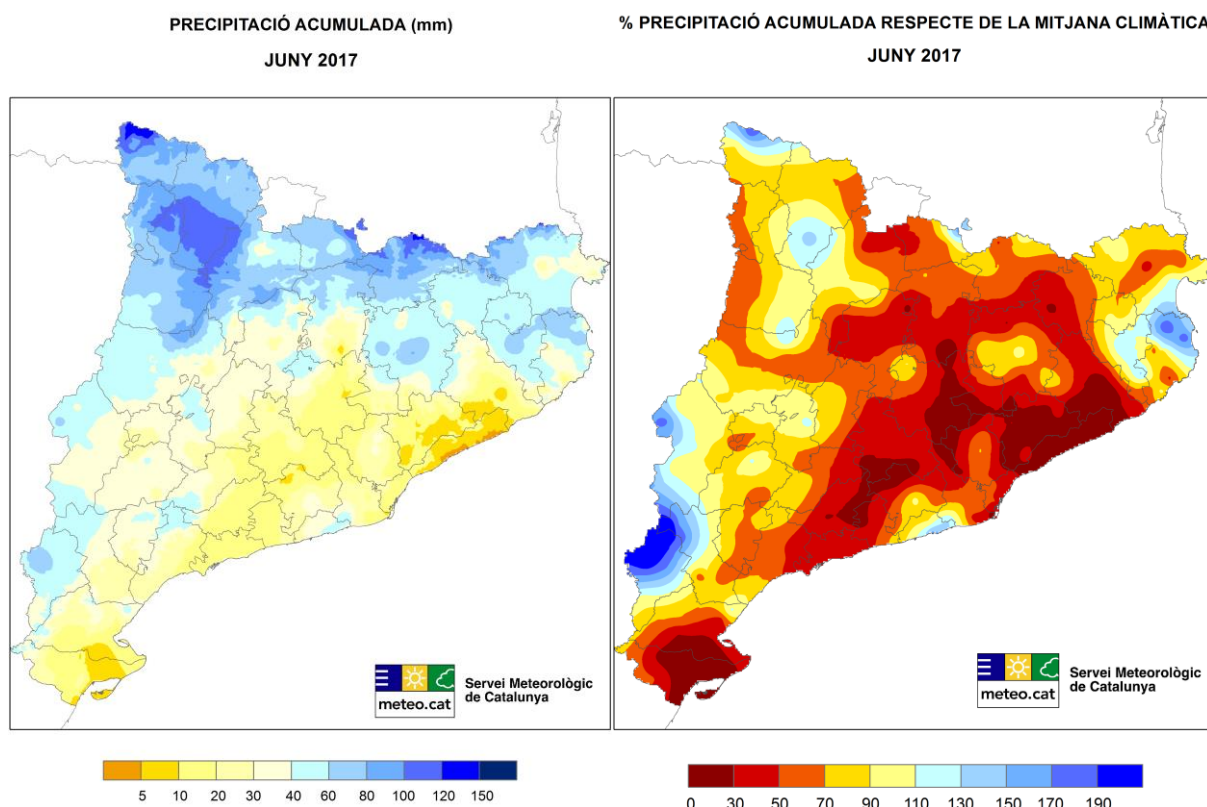 PRECIPITACIÓ ACUMULADA (mm)
JUNY 2017
Servei Meteorològic
de Catalunya
meteo.cat
5 10 20 30 40 60 80 100 120 150
% PRECIPITACIÓ ACUMULADA RESPECTE DE LA MITJANA CLIMÀTICA
JUNY 2017
Servei Meteorològic
de Catalunya
meteo.cat
0 30 50 70 90 110 130 150 170 190